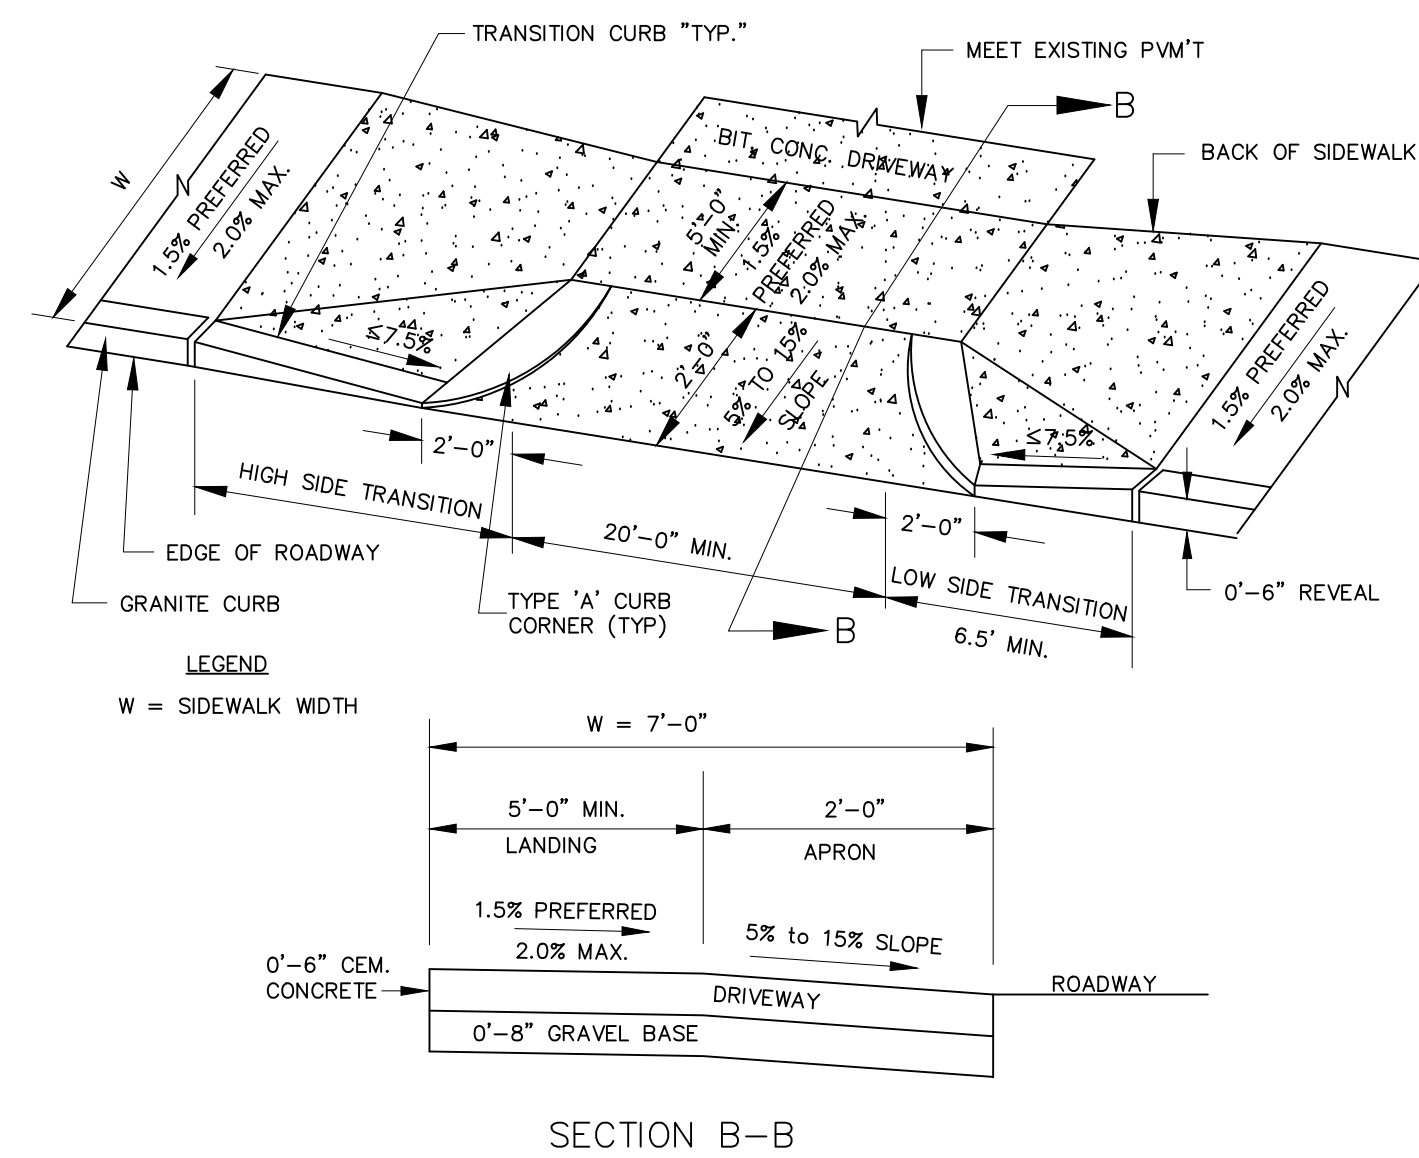 TRANSITION CURB "TYP."
MEET EXISTING PVM'T
B
BACK OF SIDEWALK
BIT. CONC. DRIVEWAY
W
1.5% PREFERRED
2.0% MAX.
5'-0"
MIN.
1.5%
PREFERRED
2.0% MAX.
≤7.5%
2'-0"
5% TO 15%
SLOPE
≤7.5%
1.5% PREFERRED
2.0% MAX.
2'-0"
HIGH SIDE TRANSITION
20'-0" MIN.
2'-0"
LOW SIDE TRANSITION
6.5' MIN.
0'-6" REVEAL
EDGE OF ROADWAY
GRANITE CURB
TYPE 'A' CURB
CORNER (TYP)
B
LEGEND
W = SIDEWALK WIDTH
W = 7'-0"
5'-0" MIN.
LANDING
2'-0"
APRON
1.5% PREFERRED
2.0% MAX.
5% to 15% SLOPE
0'-6" CEM.
CONCRETE
DRIVEWAY
ROADWAY
0'-8" GRAVEL BASE
SECTION B-B